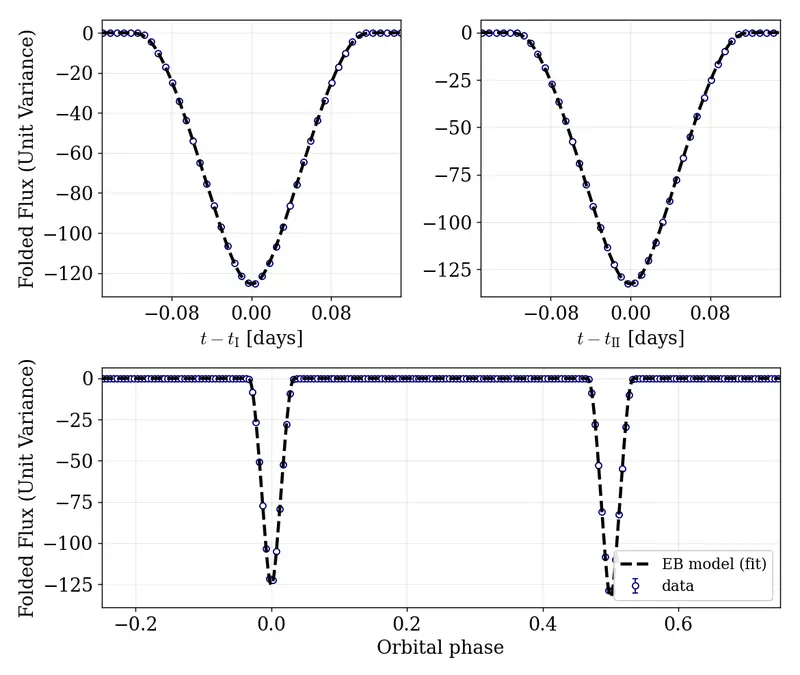 Folded Flux (Unit Variance)
0
−20
−40
−60
−80
−100
−120
−0.08 0.00 0.08
t − tI [days]
0
−25
−50
−75
−100
−125
−0.08 0.00 0.08
t − tII [days]
Folded Flux (Unit Variance)
0
−25
−50
−75
−100
−125
EB model (fit)
data
−0.2 0.0 0.2 0.4 0.6
Orbital phase